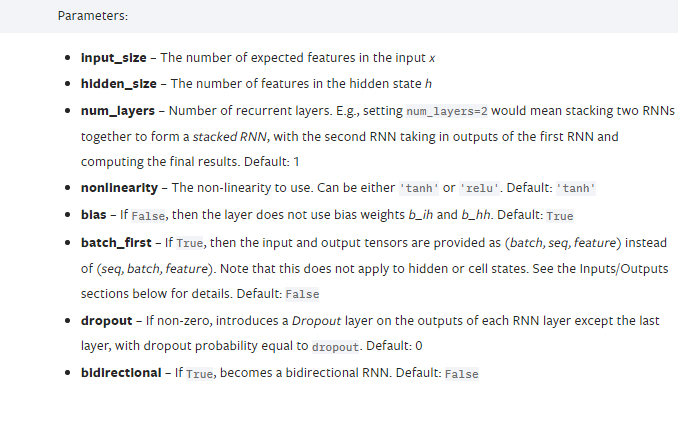 Parameters:
• input_size – The number of expected features in the input x
• hidden_size – The number of features in the hidden state h
• num_layers – Number of recurrent layers. E.g., setting num_layers=2 would mean stacking two RNNs
together to form a stacked RNN, with the second RNN taking in outputs of the first RNN and
computing the final results. Default: 1
• nonlinearity – The non-linearity to use. Can be either 'tanh' or 'relu'. Default: 'tanh'
• bias – If False, then the layer does not use bias weights b_ih and b_hh. Default: True
• batch_first – If True, then the input and output tensors are provided as (batch, seq, feature) instead
of (seq, batch, feature). Note that this does not apply to hidden or cell states. See the Inputs/Outputs
sections below for details. Default: False
• dropout – If non-zero, introduces a Dropout layer on the outputs of each RNN layer except the last
layer, with dropout probability equal to dropout. Default: 0
• bidirectional – If True, becomes a bidirectional RNN. Default: False